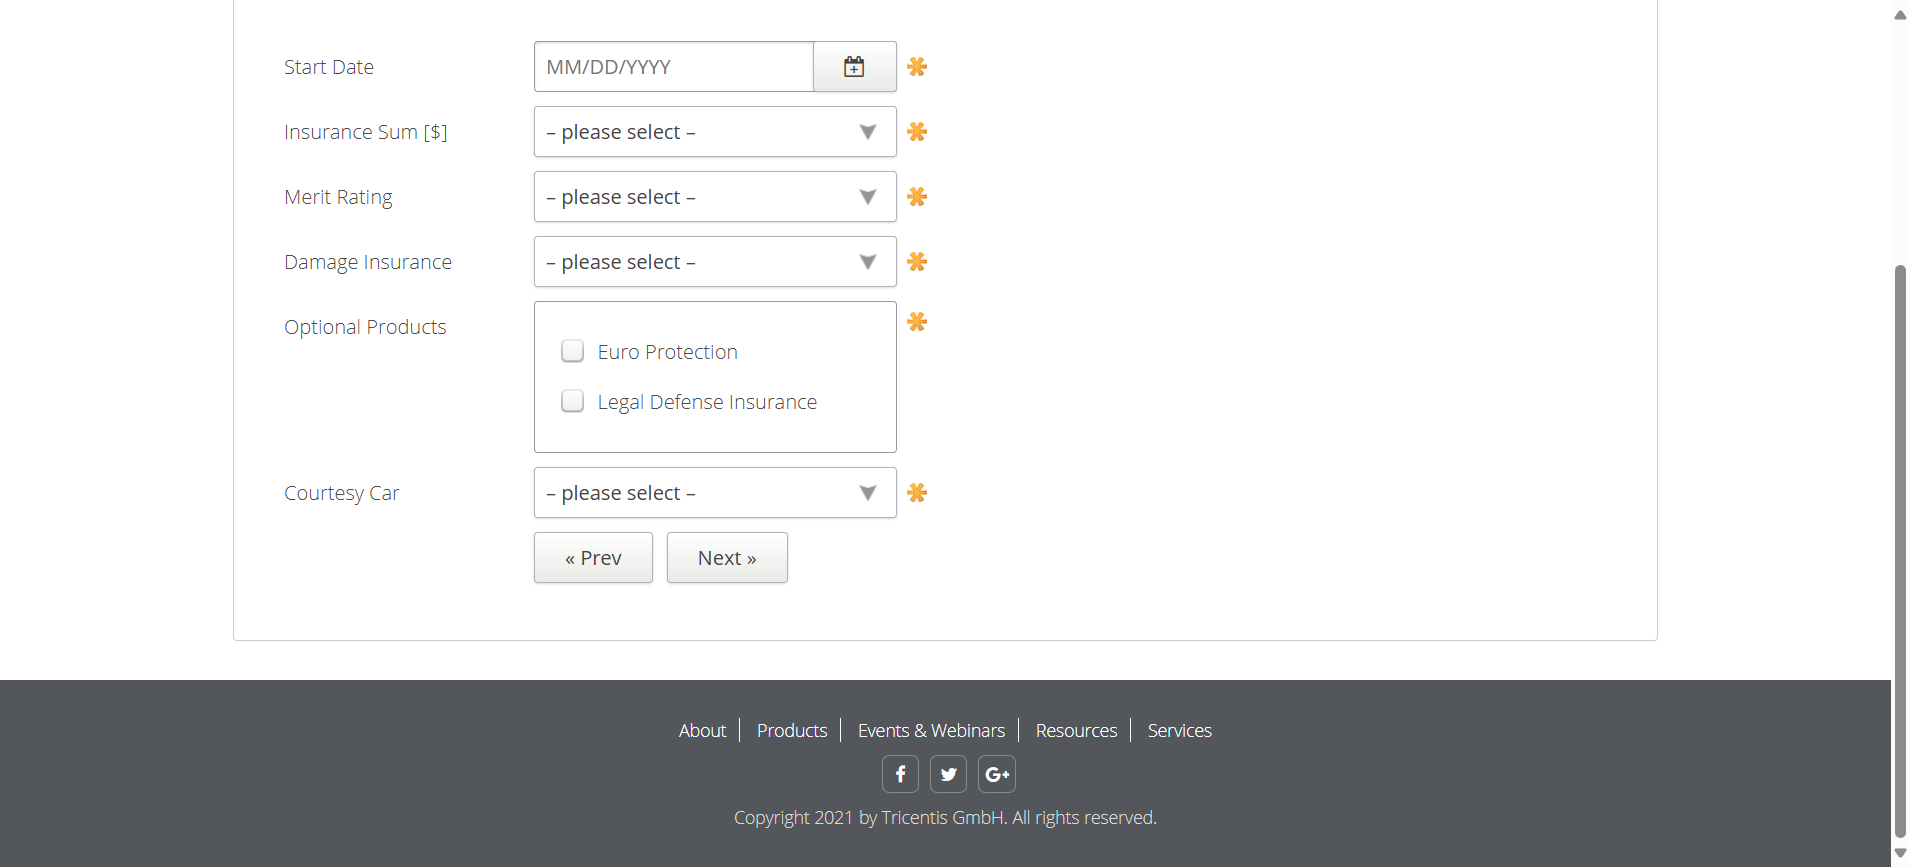 Start Date
MM/DD/YYYY
Insurance Sum [$]
– please select –
Merit Rating
– please select –
Damage Insurance
– please select –
Optional Products
Euro Protection
Legal Defense Insurance
Courtesy Car
– please select –
« Prev
Next »
About
Products
Events & Webinars
Resources
Services
Copyright 2021 by Tricentis GmbH. All rights reserved.